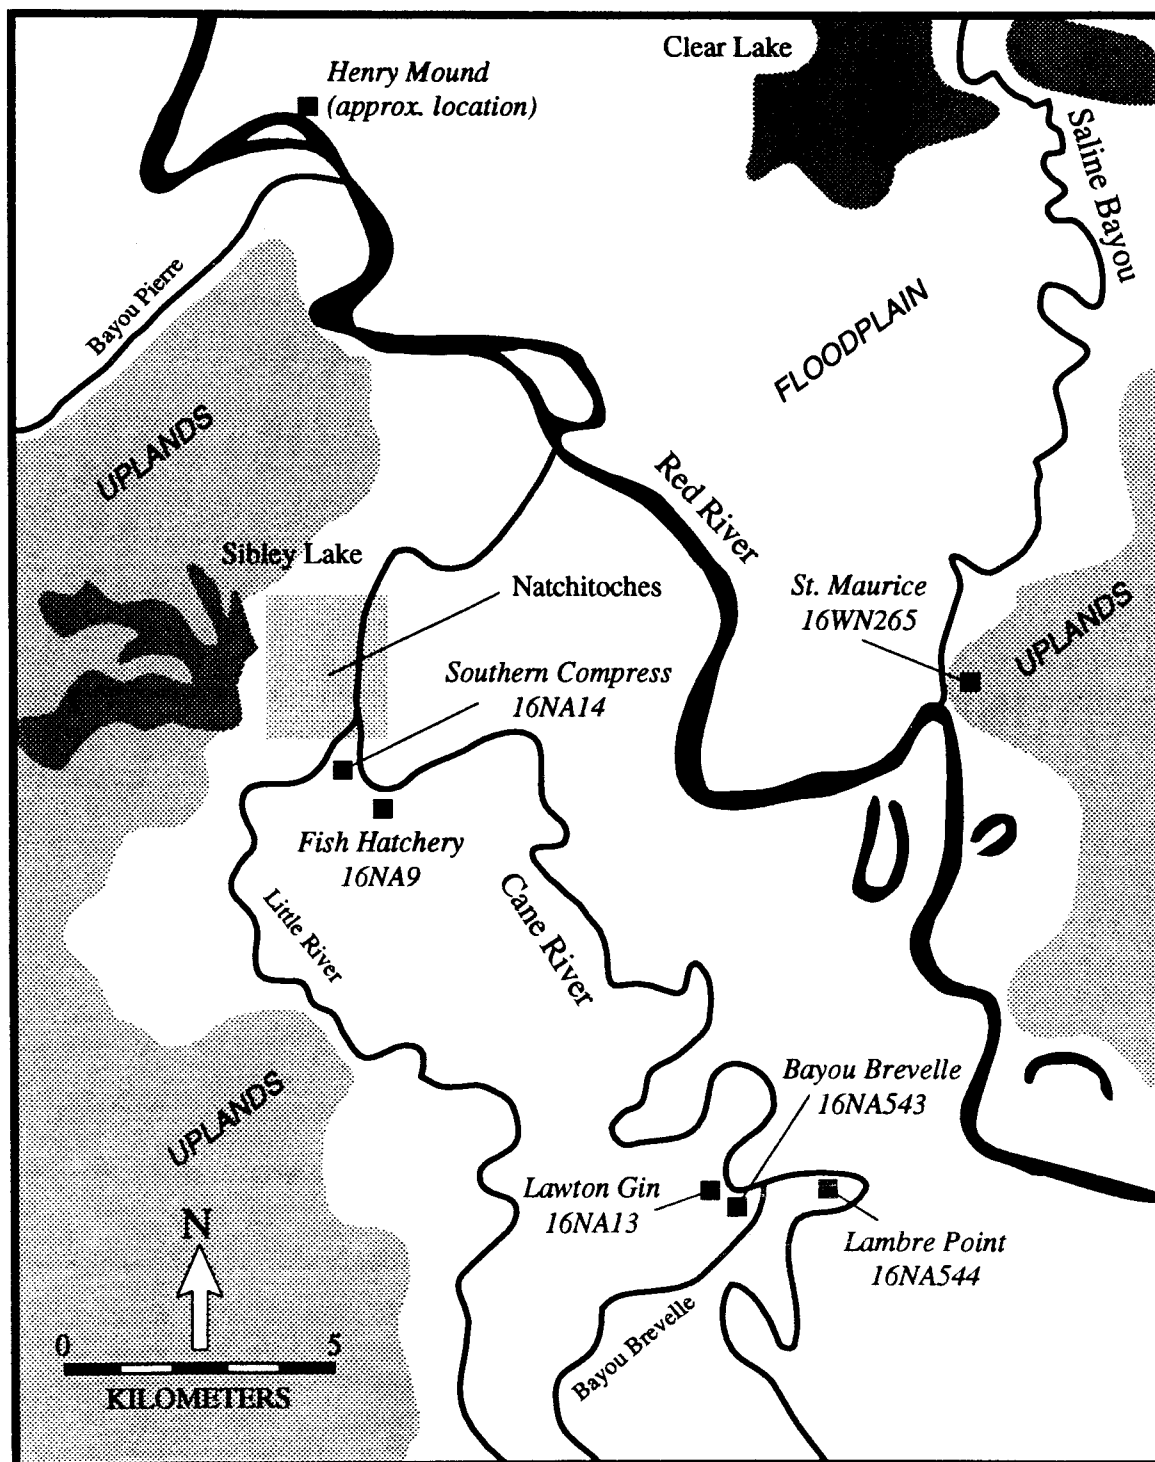 Clear Lake
Henry Mound
(approx. location)
Saline Bayou
Bayou Pierre
FLOODPLAIN
UPLANDS
Red River
Sibley Lake
Natchitoches
St. Maurice
16WN265
UPLANDS
Southern Compress
16NA14
Fish Hatchery
16NA9
Cane River
Little River
Bayou Brevelle
16NA543
UPLANDS
Lawton Gin
16NA13
N
Lambre Point
16NA544
Bayou Brevelle
0 5
KILOMETERS